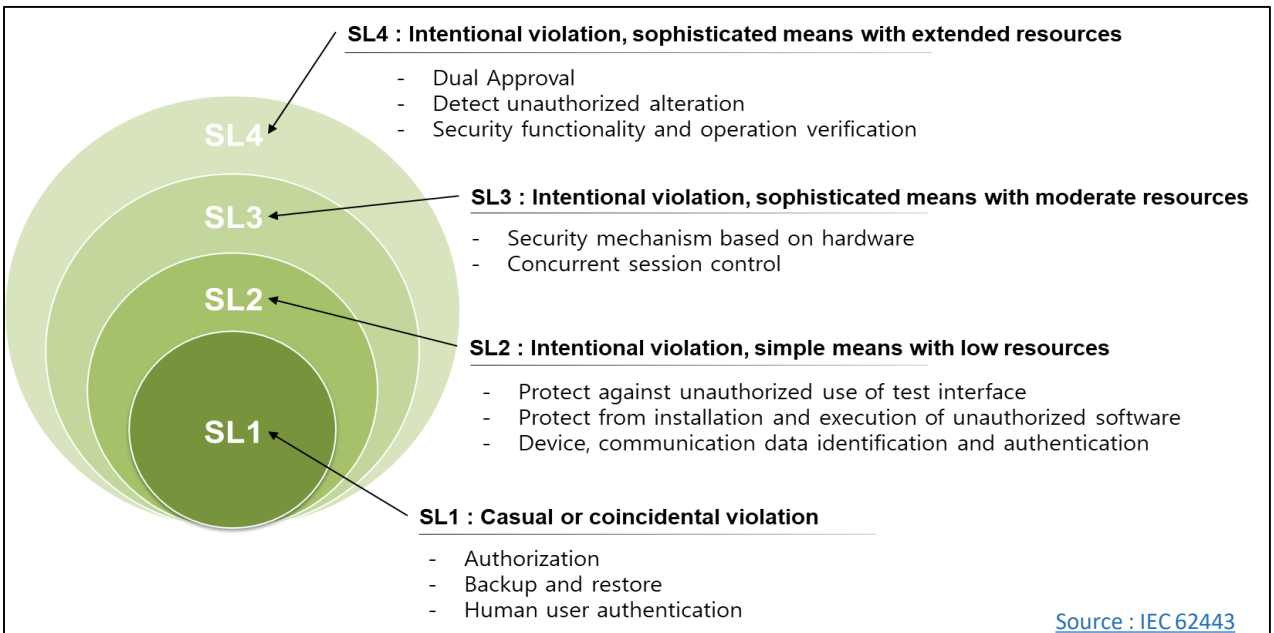 SL4 : Intentional violation, sophisticated means with extended resources
- Dual Approval
- Detect unauthorized alteration
- Security functionality and operation verification
SL4
SL3 : Intentional violation, sophisticated means with moderate resources
- Security mechanism based on hardware
- Concurrent session control
SL3
SL2 : Intentional violation, simple means with low resources
- Protect against unauthorized use of test interface
- Protect from installation and execution of unauthorized software
- Device, communication data identification and authentication
SL2
SL1 : Casual or coincidental violation
- Authorization
- Backup and restore
- Human user authentication
SL1
Source : IEC 62443